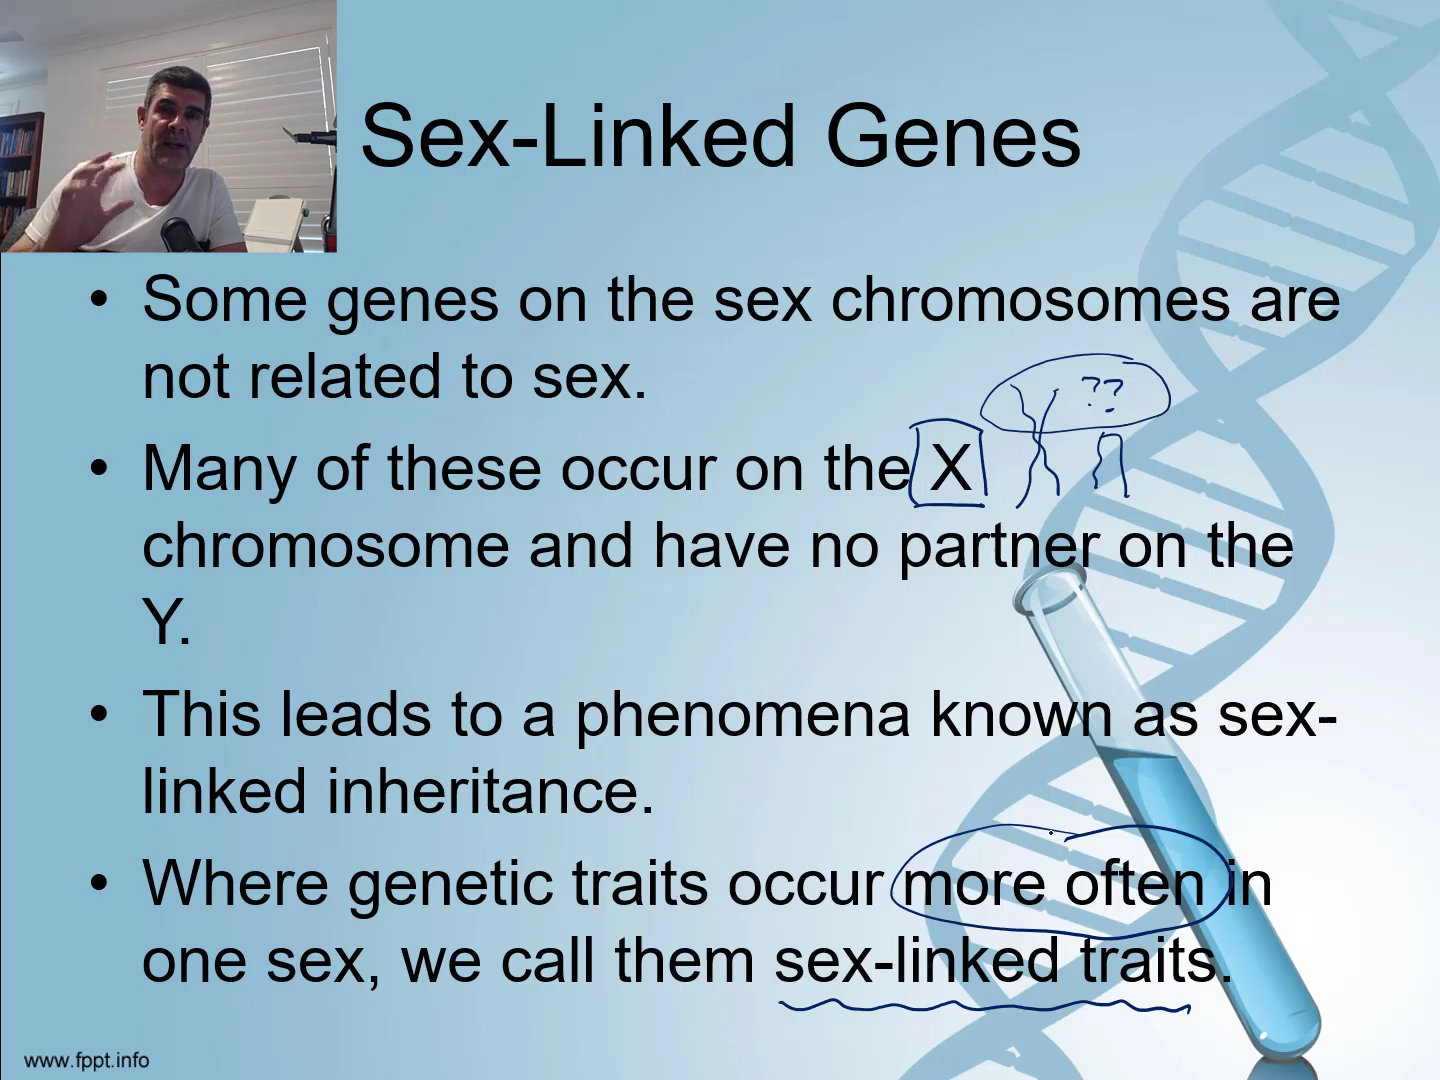 Sex-Linked Genes
• Some genes on the sex chromosomes are
not related to sex.
??
• Many of these occur on the X
chromosome and have no partner on the
Y.
• This leads to a phenomena known as sex-
linked inheritance.
• Where genetic traits occur more often in
one sex, we call them sex-linked traits.
www.fppt.info